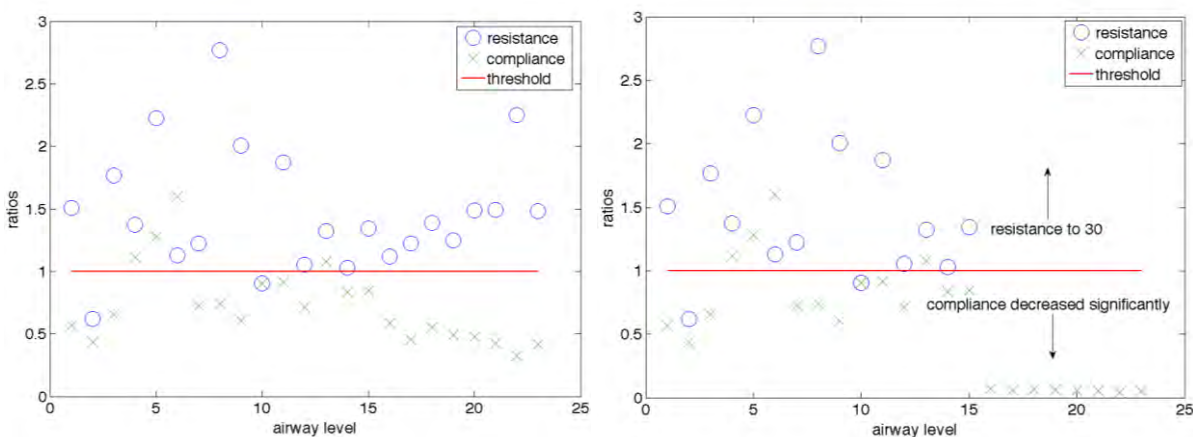 3
2.5
2
1.5
1
0.5
0
ratios
0
5
10
15
20
25
airway level
resistance
compliance
threshold
3
2.5
2
1.5
1
0.5
0
ratios
0
5
10
15
20
25
airway level
resistance
compliance
threshold
resistance to 30
compliance decreased significantly